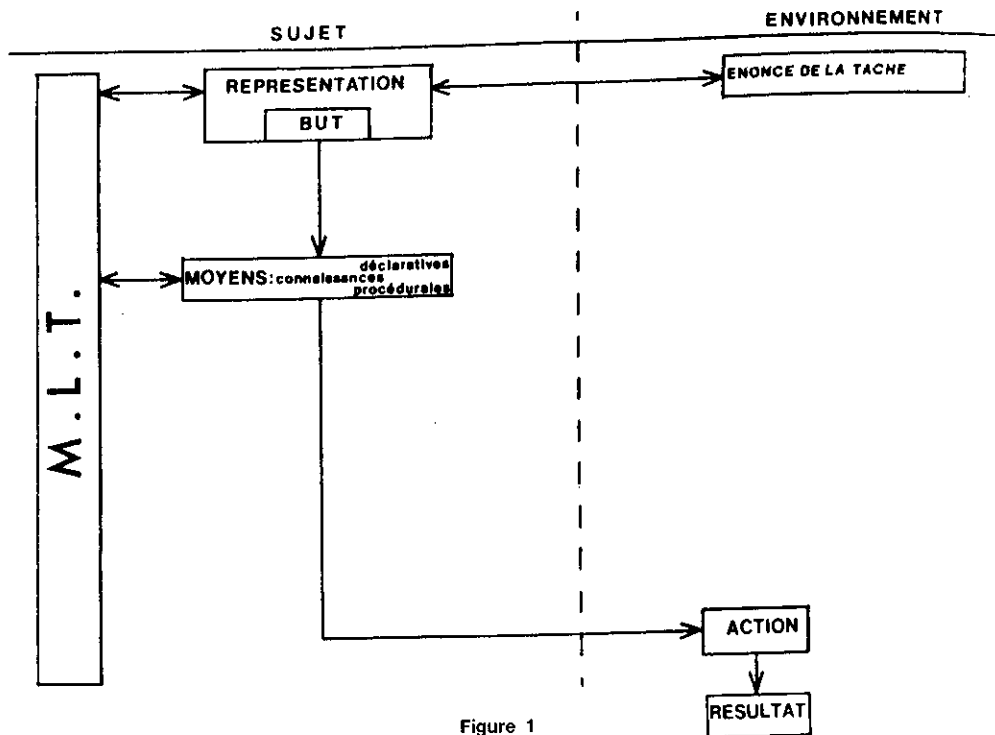 SUJET
ENVIRONNEMENT
REPRESENTATION
BUT
ENONCE DE LA TACHE
déclaratives
MOYENS: connaissances
procédurales
M.L.T.
ACTION
RESULTAT
Figure 1